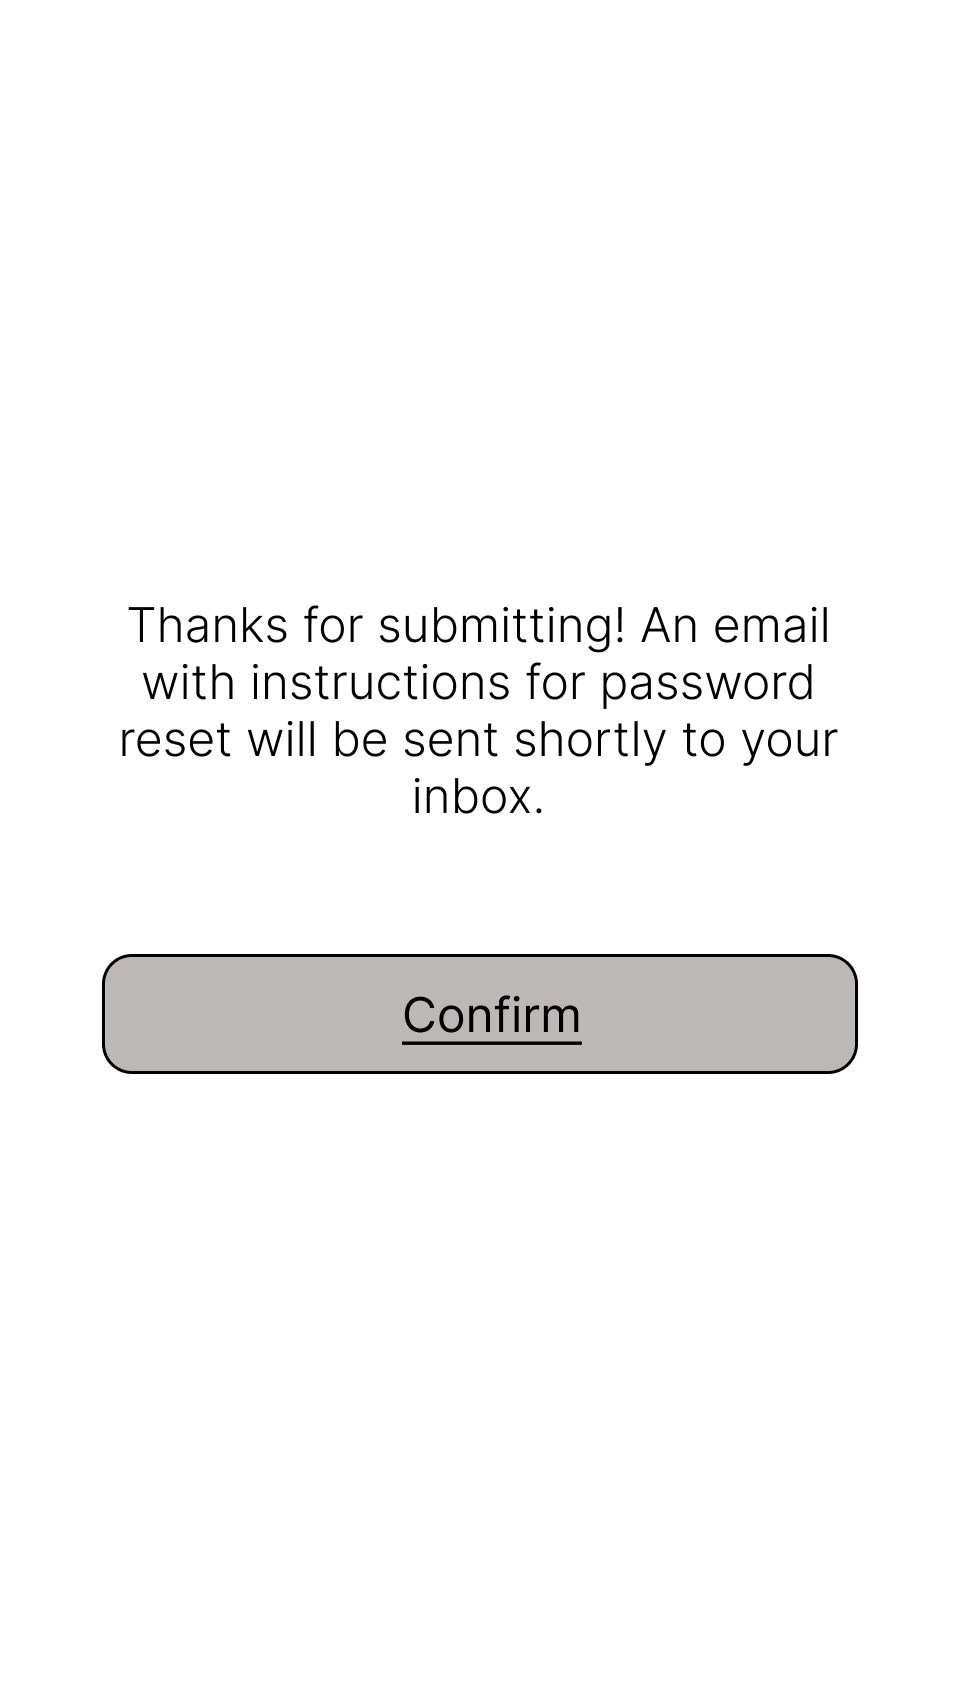 Thanks for submitting! An email
with instructions for password
reset will be sent shortly to your
inbox.
Confirm